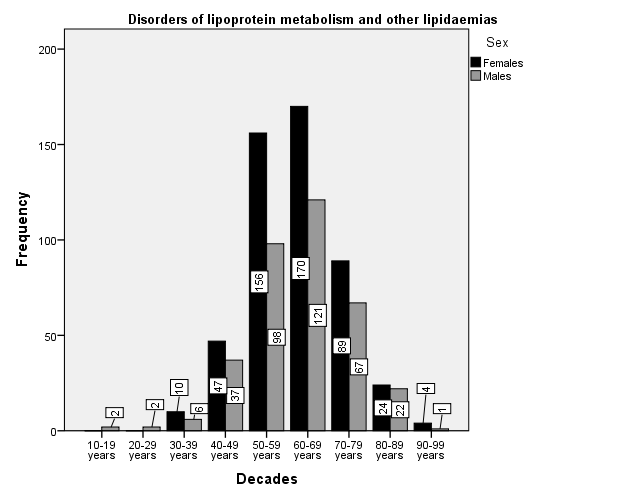 Disorders of lipoprotein metabolism and other lipidaemias
Sex
Females
Males
Frequency
200
150
100
50
0
2
2
10
6
47
37
156
98
170
121
89
67
24
22
4
1
10-19 years
20-29 years
30-39 years
40-49 years
50-59 years
60-69 years
70-79 years
80-89 years
90-99 years
Decades